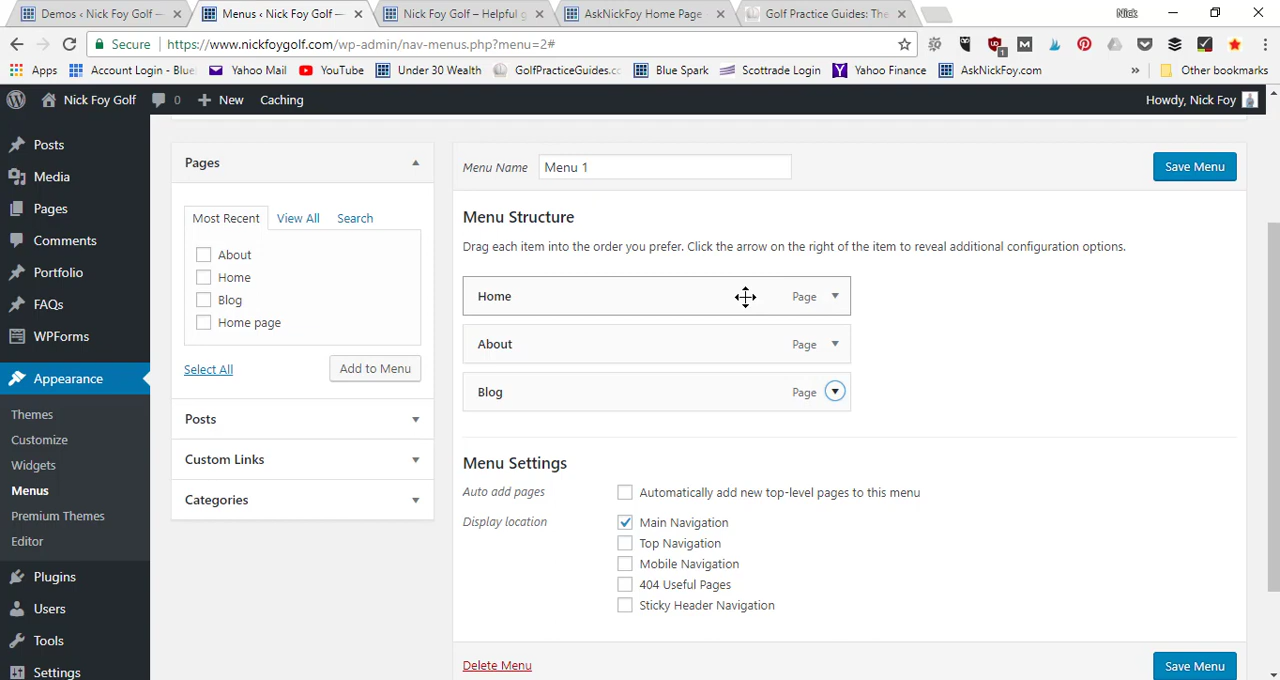 Demos ‹ Nick Foy Golf —
Menus ‹ Nick Foy Golf —
Nick Foy Golf – Helpful g
AskNickFoy Home Page
Golf Practice Guides: The
Nick
Secure
https://www.nickfoygolf.com/wp-admin/nav-menus.php?menu=2#
Apps
Account Login - Blue
Yahoo Mail
YouTube
Under 30 Wealth
GolfPracticeGuides.cc
Blue Spark
Scottrade Login
Yahoo Finance
AskNickFoy.com
»
Other bookmarks
Nick Foy Golf
0
New
Caching
Howdy, Nick Foy
Posts
Media
Pages
Comments
Portfolio
FAQs
WPForms
Appearance
Themes
Customize
Widgets
Menus
Premium Themes
Editor
Plugins
Users
Tools
Settings
Pages
Most Recent
View All
Search
About
Home
Blog
Home page
Select All
Add to Menu
Posts
Custom Links
Categories
Menu Name
Menu 1
Save Menu
Menu Structure
Drag each item into the order you prefer. Click the arrow on the right of the item to reveal additional configuration options.
Home
Page
About
Page
Blog
Page
Menu Settings
Auto add pages
Automatically add new top-level pages to this menu
Display location
Main Navigation
Top Navigation
Mobile Navigation
404 Useful Pages
Sticky Header Navigation
Delete Menu
Save Menu